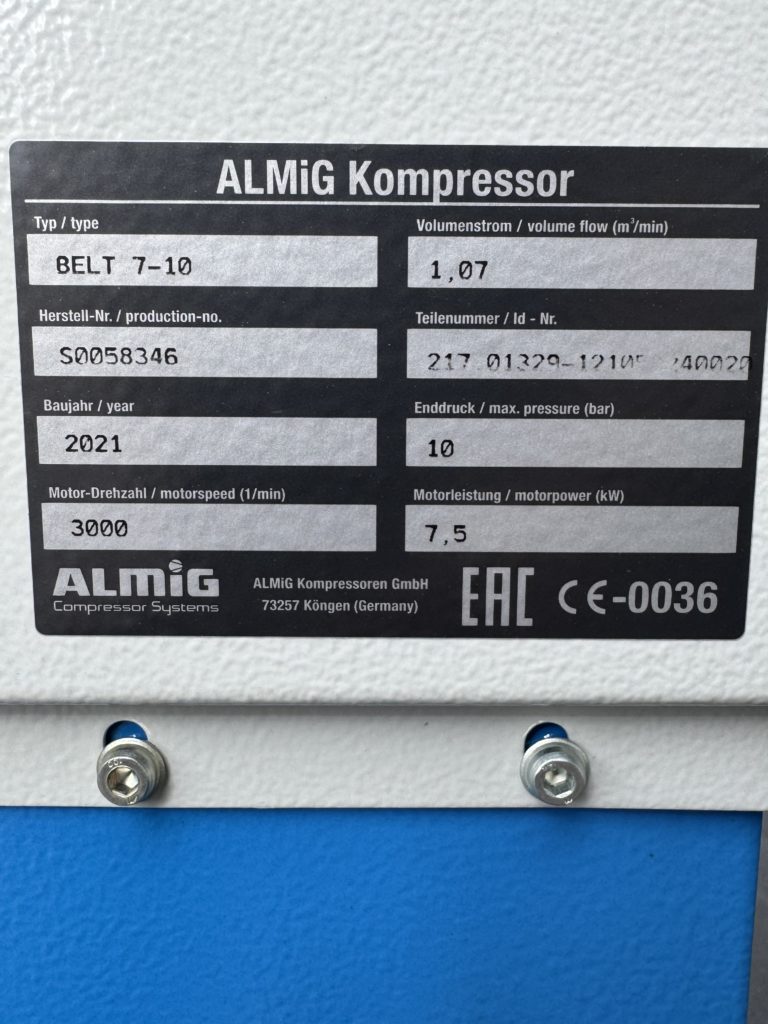 ALMiG Kompressor
Typ / type
BELT 7-10
Volumenstrom / volume flow (m³/min)
1,07
Herstell-Nr. / production-no.
S0058346
Teilenummer / Id - Nr.
217
Baujahr / year
2021
Enddruck / max. pressure (bar)
10
Motor-Drehzahl / motorspeed (1/min)
3000
Motorleistung / motorpower (kW)
7,5
ALMiG
Compressor Systems
ALMiG Kompressoren GmbH
73257 Köngen (Germany)
EAC CE-0036